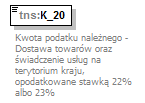 tns:K_20
Kwota podatku należnego -
Dostawa towarów oraz
świadczenie usług na
terytorium kraju,
opodatkowane stawką 22%
albo 23%